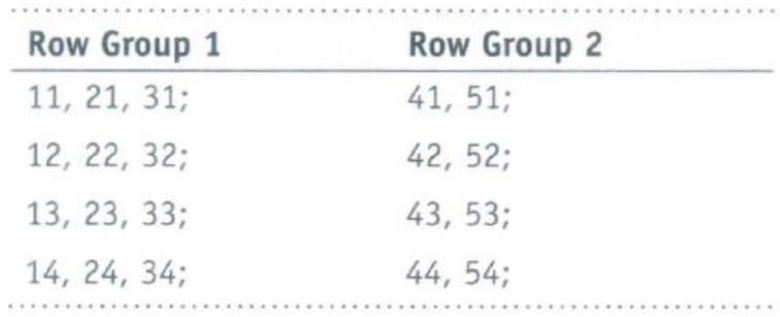 Row Group 1 Row Group 2
11, 21, 31; 41, 51;
12, 22, 32; 42, 52;
13, 23, 33; 43, 53;
14, 24, 34; 44, 54;